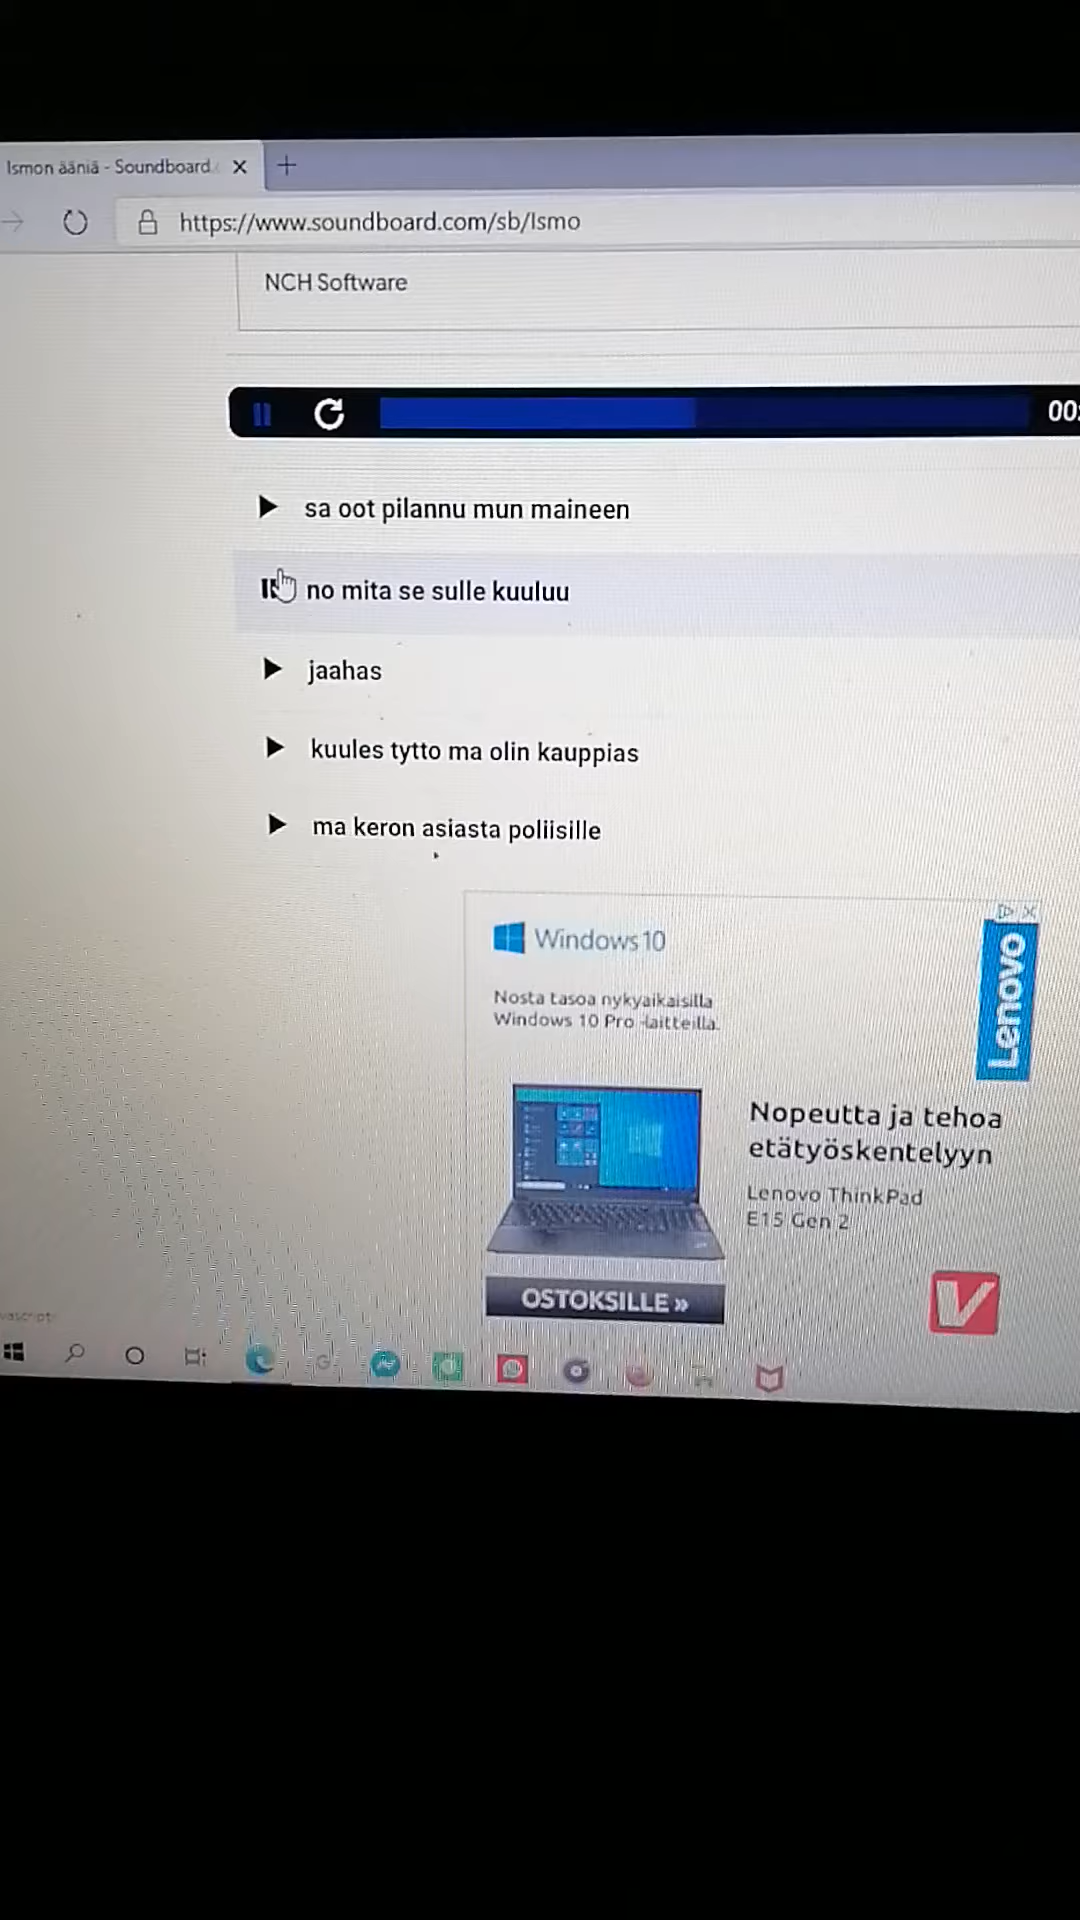 Ismon ääniä - Soundboard.
https://www.soundboard.com/sb/Ismo
NCH Software
00:
sa oot pilannu mun maineen
no mita se sulle kuuluu
jaahas
kuules tytto ma olin kauppias
ma keron asiasta poliisille
Windows 10
Lenovo
Nosta tasoa nykyaikaisilla
Windows 10 Pro -laitteilla.
Nopeutta ja tehoa
etätyöskentelyyn
Lenovo ThinkPad
E15 Gen 2
OSTOKSILLE »